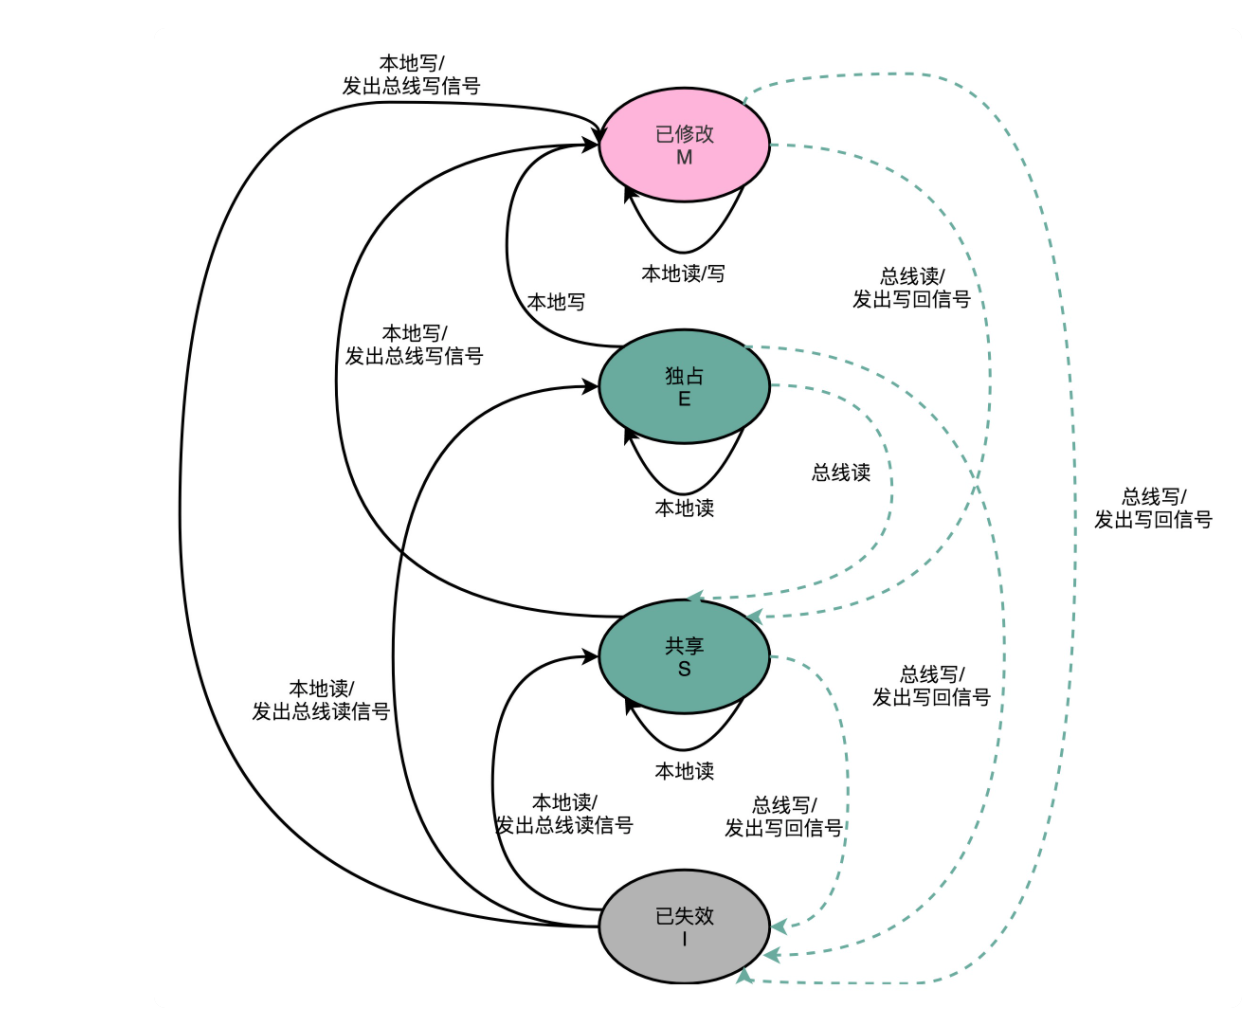 本地写/
发出总线写信号
已修改
M
本地读/写
总线读/
发出写回信号
本地写
本地写/
发出总线写信号
独占
E
总线读
本地读
总线写/
发出写回信号
共享
S
本地读/
发出总线读信号
总线写/
发出写回信号
本地读
本地读/
发出总线读信号
总线写/
发出写回信号
已失效
I